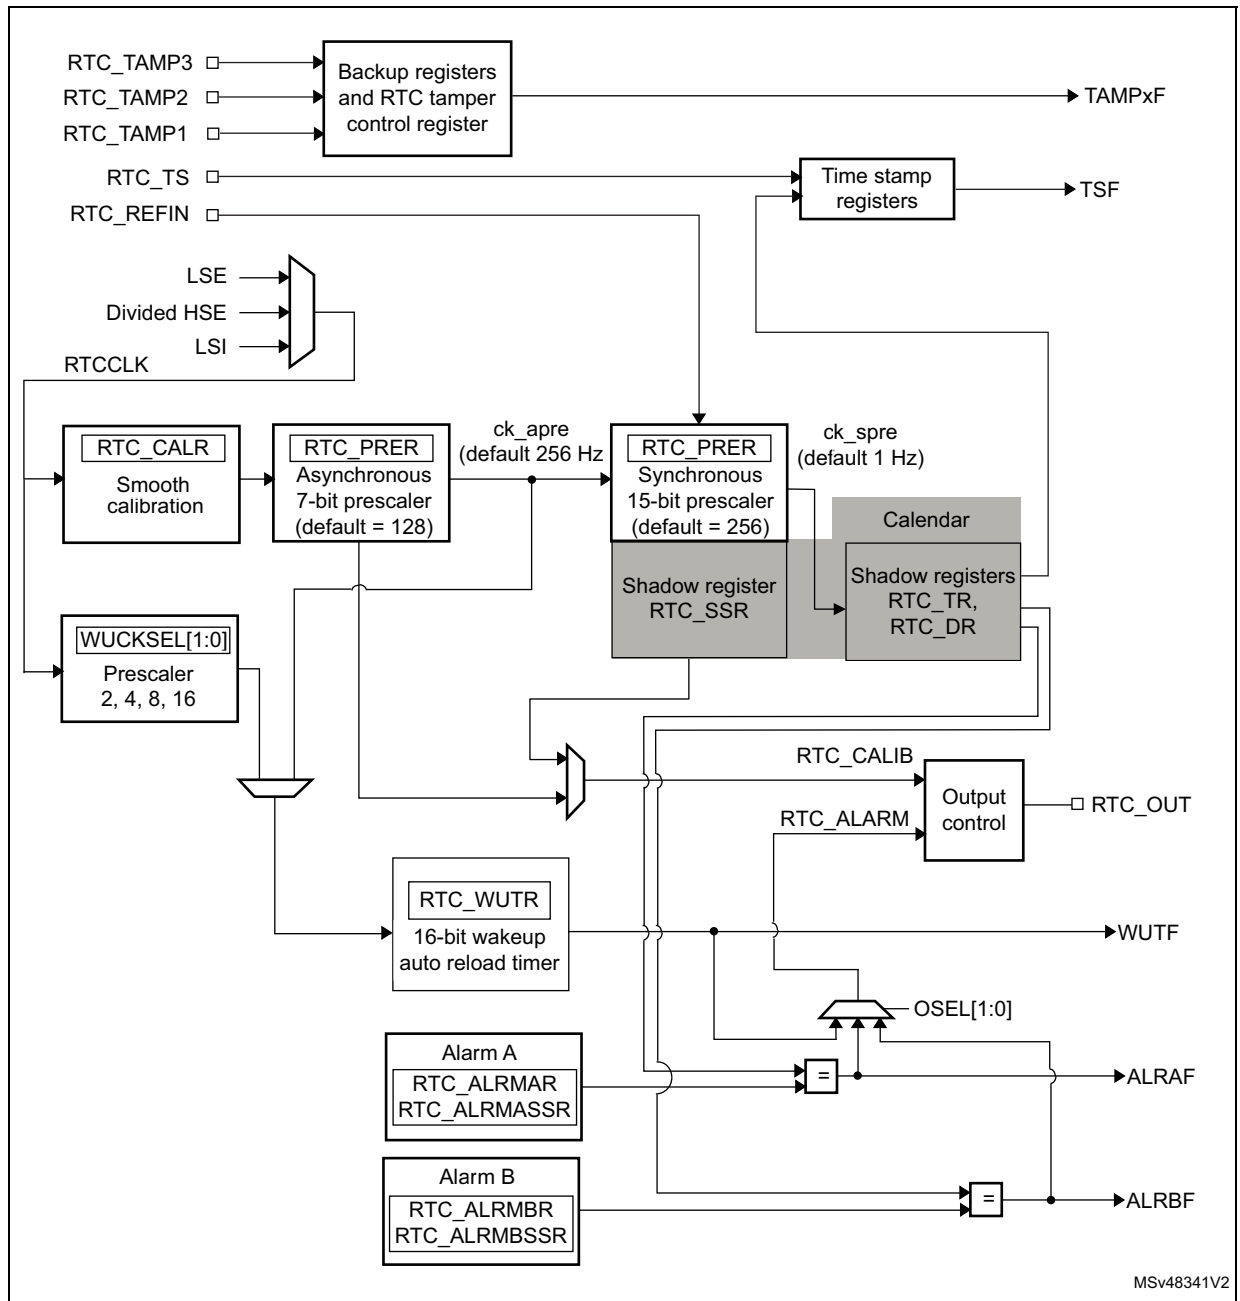 RTC_TAMP3
RTC_TAMP2
RTC_TAMP1
Backup registers
and RTC tamper
control register
TAMPxF
RTC_TS
RTC_REFIN
Time stamp
registers
TSF
LSE
Divided HSE
LSI
RTCCLK
RTC_CALR
Smooth
calibration
RTC_PRER
Asynchronous
7-bit prescaler
(default = 128)
ck_apre
(default 256 Hz
RTC_PRER
Synchronous
15-bit prescaler
(default = 256)
ck_spre
(default 1 Hz)
Calendar
Shadow register
RTC_SSR
Shadow registers
RTC_TR,
RTC_DR
WUCKSEL[1:0]
Prescaler
2, 4, 8, 16
RTC_CALIB
RTC_ALARM
Output
control
RTC_OUT
RTC_WUTR
16-bit wakeup
auto reload timer
WUTF
OSEL[1:0]
Alarm A
RTC_ALRMAR
RTC_ALRMASSR
=
ALRAF
Alarm B
RTC_ALRMBR
RTC_ALRMBSSR
=
ALRBF
MSv48341V2